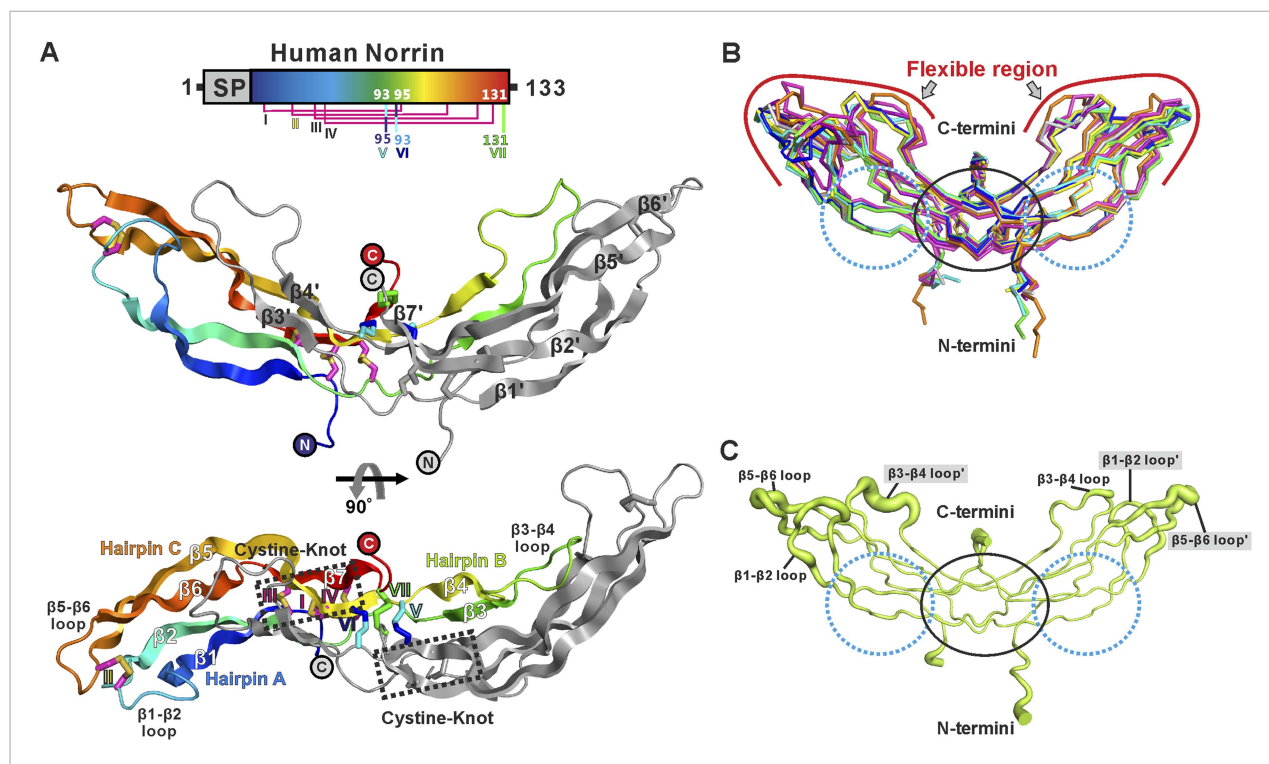 A
Human Norrin
1 SP 93 95 131 133
I II III IV 95 93 131
V VI VII
β6'
β5'
β4'
β3'
β7'
β2'
β1'
C
C
N
N
90°
Hairpin C β5
Cystine-Knot
C
Hairpin B
β3-β4
loop
β6
β7
III I IV VI VII V
β4
β3
β5-β6
loop
β2
β1
II
Hairpin A
C
β1-β2
loop
Cystine-Knot
B
Flexible region
C-termini
N-termini
C
β5-β6 loop
β3-β4 loop'
β3-β4 loop
β1-β2 loop'
C-termini
β5-β6 loop'
β1-β2 loop
N-termini